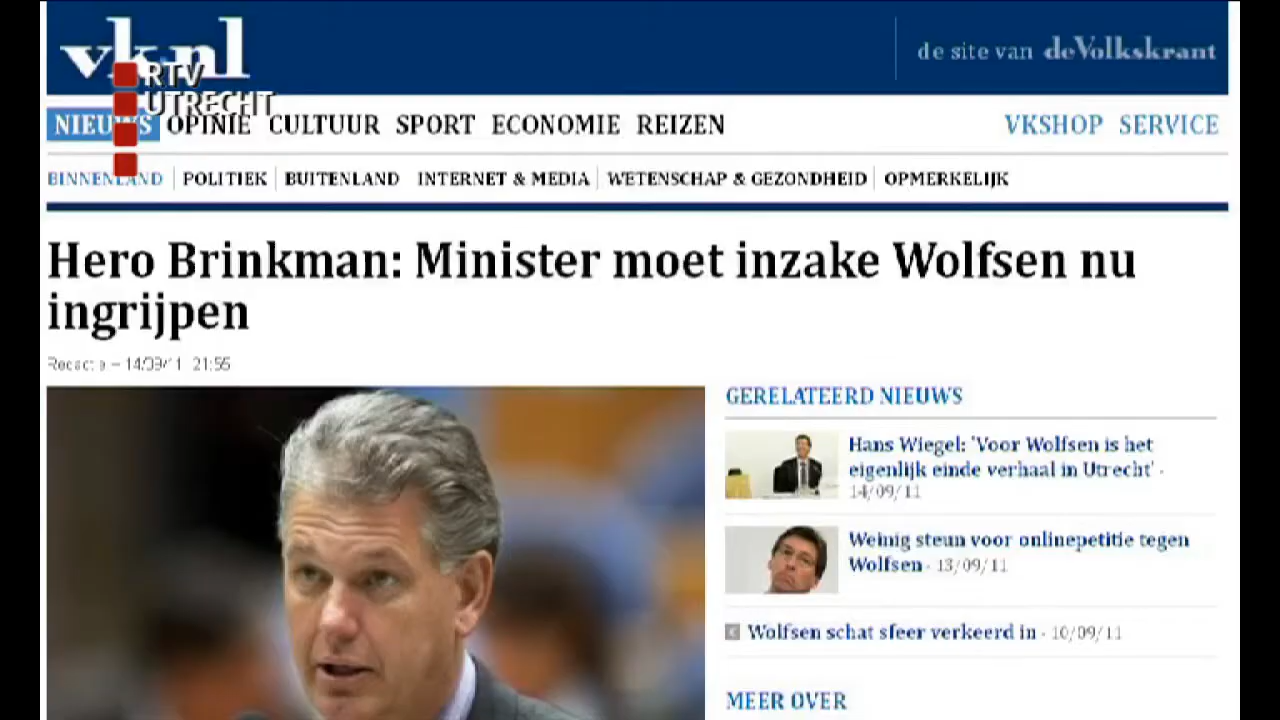 vk.nl
de site van deVolkskrant
RTV
UTRECHT
NIEUWS OPINIE CULTUUR SPORT ECONOMIE REIZEN
VKSHOP SERVICE
BINNENLAND POLITIEK BUITENLAND INTERNET & MEDIA WETENSCHAP & GEZONDHEID OPMERKELIJK
Hero Brinkman: Minister moet inzake Wolfsen nu
ingrijpen
Redactie – 14/09/11 21:55
GERELATEERD NIEUWS
Hans Wiegel: 'Voor Wolfsen is het
eigenlijk einde verhaal in Utrecht' -
14/09/11
Weinig steun voor onlinepetitie tegen
Wolfsen - 13/09/11
Wolfsen schat sfeer verkeerd in - 10/09/11
MEER OVER